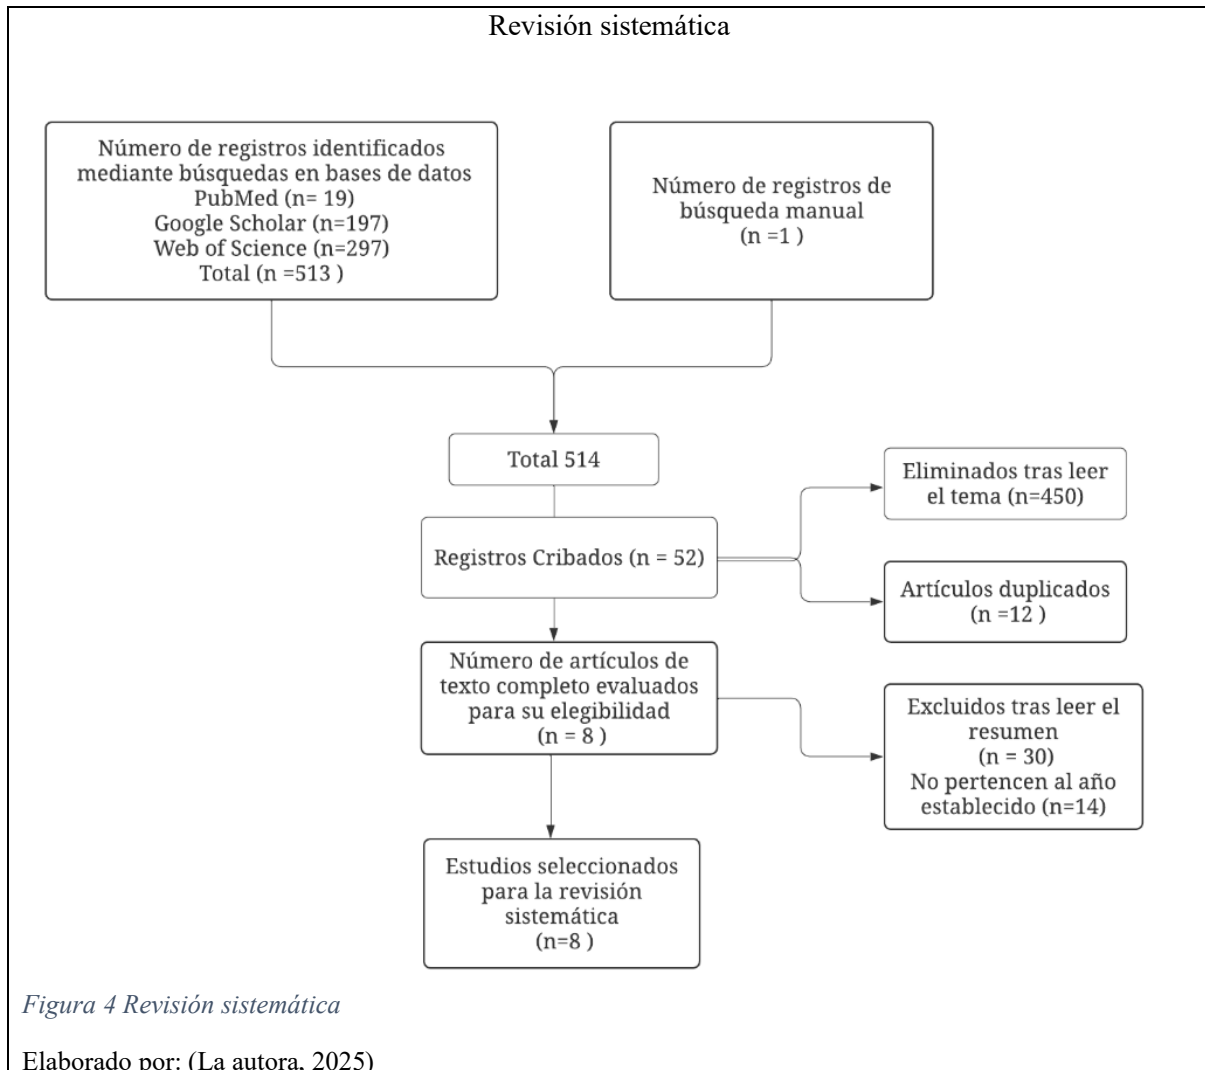 Revisión sistemática
Número de registros identificados
mediante búsquedas en bases de datos
PubMed (n= 19)
Google Scholar (n=197)
Web of Science (n=297)
Total (n =513 )
Número de registros de
búsqueda manual
(n =1 )
Total 514
Eliminados tras leer
el tema (n=450)
Registros Cribados (n = 52)
Artículos duplicados
(n =12 )
Número de artículos de
texto completo evaluados
para su elegibilidad
(n = 8 )
Excluidos tras leer el
resumen
(n = 30)
No pertencen al año
establecido (n=14)
Estudios seleccionados
para la revisión
sistemática
(n=8 )
Figura 4 Revisión sistemática
Elaborado por: (La autora, 2025)